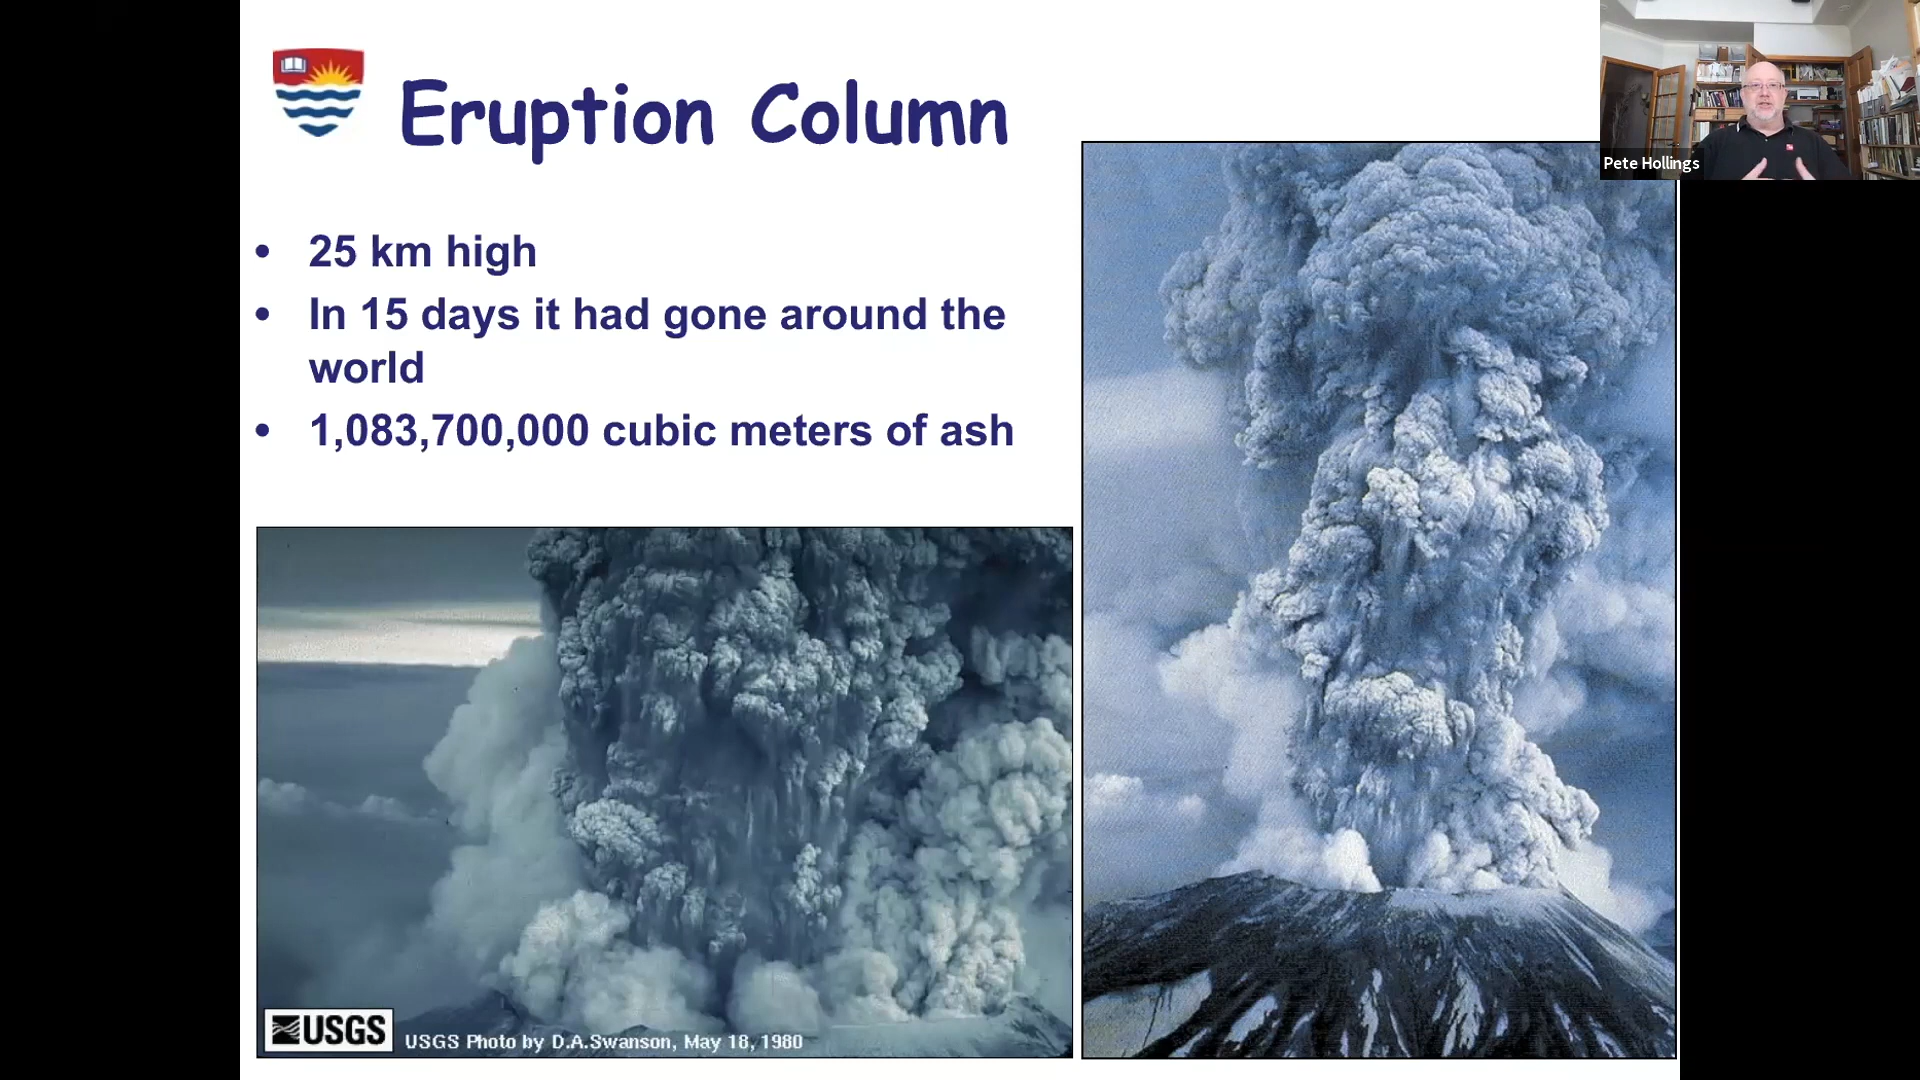 Eruption Column
Pete Hollings
• 25 km high
• In 15 days it had gone around the
world
• 1,083,700,000 cubic meters of ash
USGS
USGS Photo by D.A.Swanson, May 18, 1980